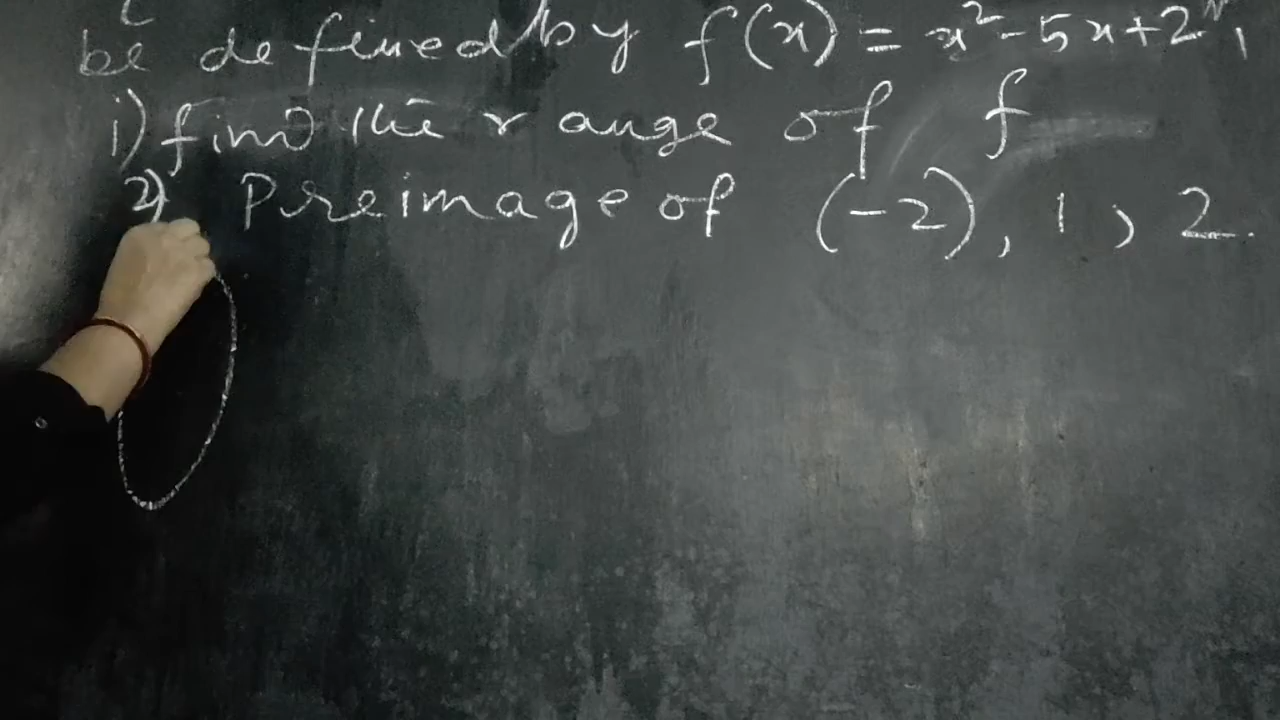 be defined by f(x) = x² - 5x + 2,
i) find the range of f
2) Preimage of (-2), 1, 2.